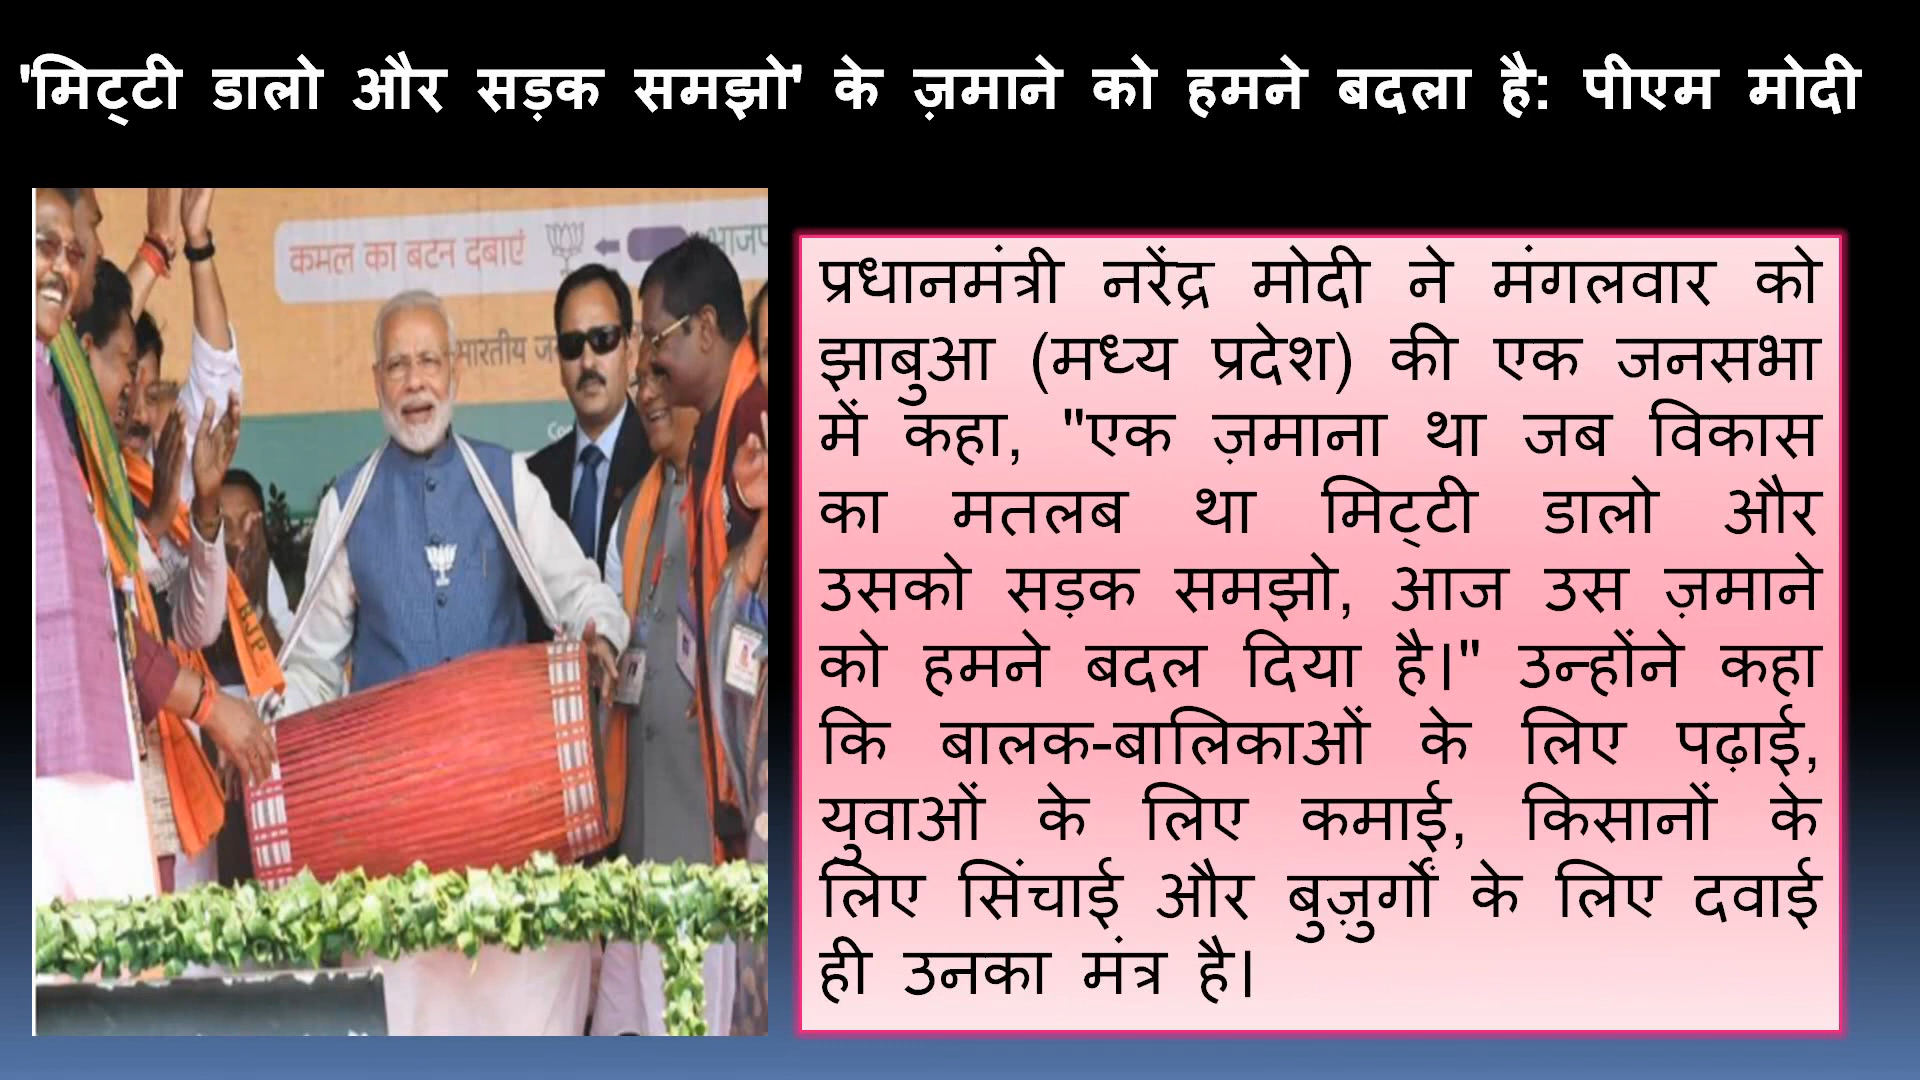 'मिट्टी डालो और सड़क समझो' के ज़माने को हमने बदला है: पीएम मोदी
कमल का बटन दबाएं
भाजप
भारतीय ज
BJP
प्रधानमंत्री नरेंद्र मोदी ने मंगलवार को
झाबुआ (मध्य प्रदेश) की एक जनसभा
में कहा, "एक ज़माना था जब विकास
का मतलब था मिट्टी डालो और
उसको सड़क समझो, आज उस ज़माने
को हमने बदल दिया है।" उन्होंने कहा
कि बालक-बालिकाओं के लिए पढ़ाई,
युवाओं के लिए कमाई, किसानों के
लिए सिंचाई और बुज़ुर्गों के लिए दवाई
ही उनका मंत्र है।